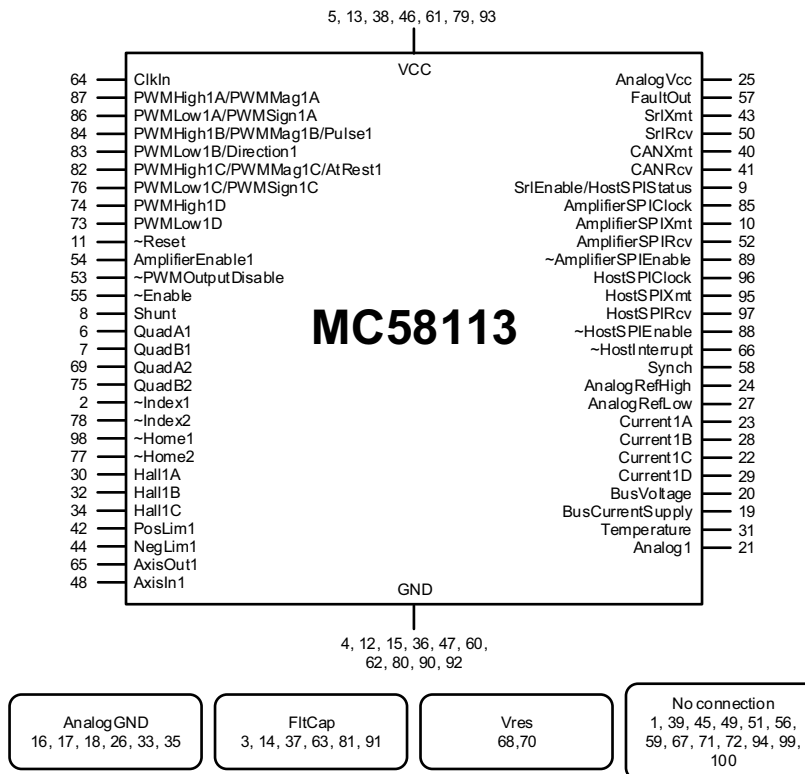 5, 13, 38, 46, 61, 79, 93
VCC
64 ClkIn
87 PWMHigh1A/PWMMag1A
86 PWMLow1A/PWMSign1A
84 PWMHigh1B/PWMMag1B/Pulse1
83 PWMLow1B/Direction1
82 PWMHigh1C/PWMMag1C/AtRest1
76 PWMLow1C/PWMSign1C
74 PWMHigh1D
73 PWMLow1D
11 ~Reset
54 AmplifierEnable1
53 ~PWMOutputDisable
55 ~Enable
8 Shunt
6 QuadA1
7 QuadB1
69 QuadA2
75 QuadB2
2 ~Index1
78 ~Index2
98 ~Home1
77 ~Home2
30 Hall1A
32 Hall1B
34 Hall1C
42 PosLim1
44 NegLim1
65 AxisOut1
48 AxisIn1
MC58113
AnalogVcc 25
FaultOut 57
SrlXmt 43
SrlRcv 50
CANXmt 40
CANRcv 41
SrlEnable/HostSPIStatus 9
AmplifierSPIClock 85
AmplifierSPIXmt 10
AmplifierSPIRcv 52
~AmplifierSPIEnable 89
HostSPIClock 96
HostSPIXmt 95
HostSPIRcv 97
~HostSPIEnable 88
~HostInterrupt 66
Synch 58
AnalogRefHigh 24
AnalogRefLow 27
Current1A 23
Current1B 28
Current1C 22
Current1D 29
BusVoltage 20
BusCurrentSupply 19
Temperature 31
Analog1 21
GND
4, 12, 15, 36, 47, 60,
62, 80, 90, 92
AnalogGND
16, 17, 18, 26, 33, 35
FltCap
3, 14, 37, 63, 81, 91
Vres
68,70
No connection
1, 39, 45, 49, 51, 56,
59, 67, 71, 72, 94, 99,
100